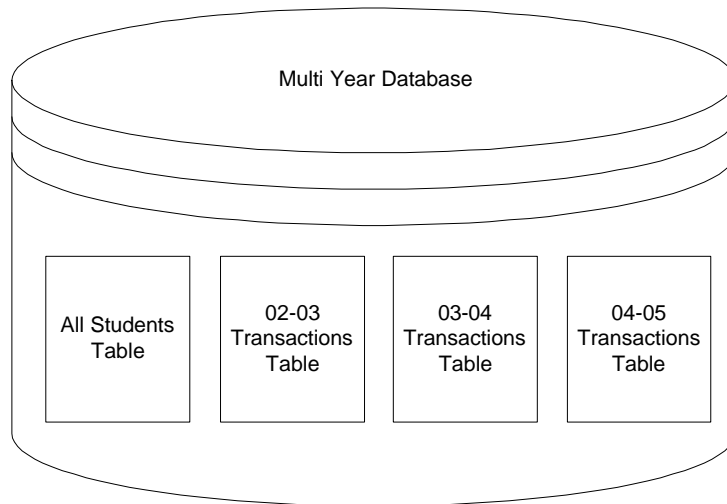 Multi Year Database
All Students
Table
02-03
Transactions
Table
03-04
Transactions
Table
04-05
Transactions
Table